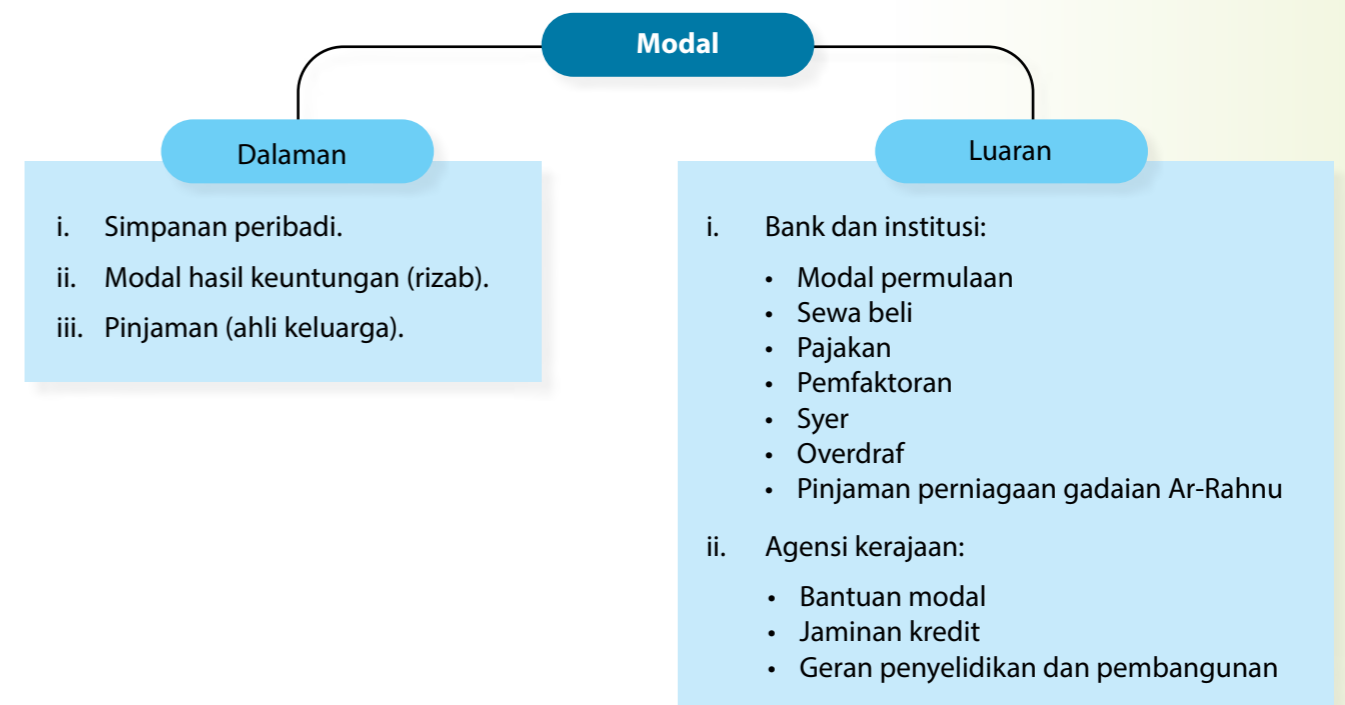 Modal
Dalaman
i. Simpanan peribadi.
ii. Modal hasil keuntungan (rizab).
iii. Pinjaman (ahli keluarga).
Luaran
i. Bank dan institusi:
• Modal permulaan
• Sewa beli
• Pajakan
• Pemfaktoran
• Syer
• Overdraf
• Pinjaman perniagaan gadaian Ar-Rahnu
ii. Agensi kerajaan:
• Bantuan modal
• Jaminan kredit
• Geran penyelidikan dan pembangunan